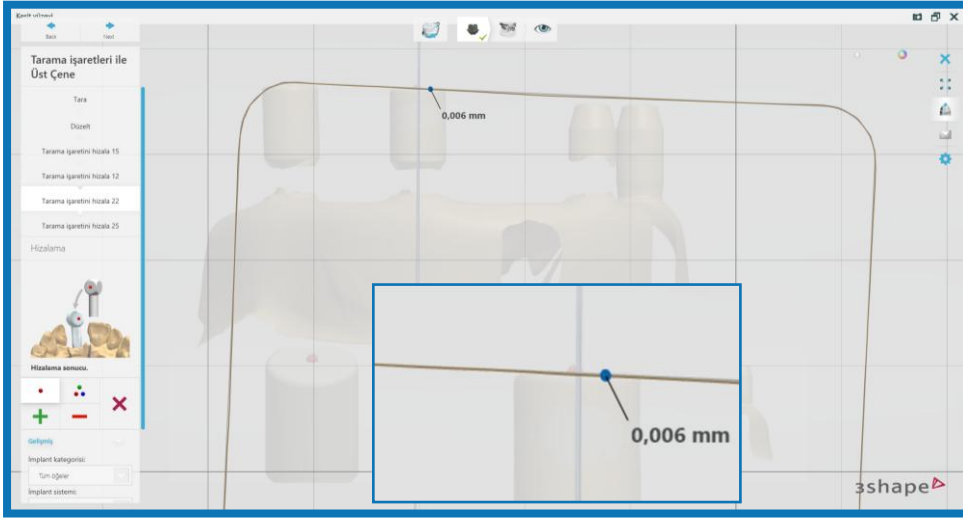 Back
Next
Tarama işaretleri ile
Üst Çene
Tara
Düzelt
Tarama işaretini hizala 15
Tarama işaretini hizala 12
Tarama işaretini hizala 22
Tarama işaretini hizala 25
Hizalama
Hizalama sonucu.
Gelişmiş
İmplant kategorisi:
Tüm öğeler
İmplant sistemi:
0,006 mm
0,006 mm
3shape